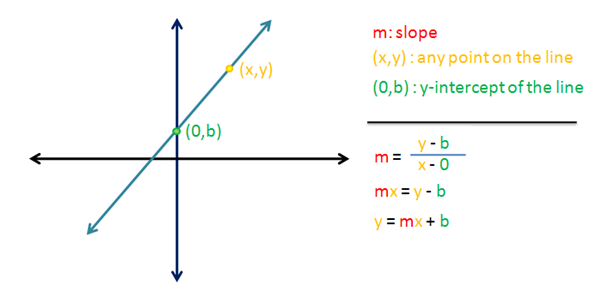 (x,y)
(0,b)
m: slope
(x,y) : any point on the line
(0,b) : y-intercept of the line
m = y - b
x - 0
mx = y - b
y = mx + b